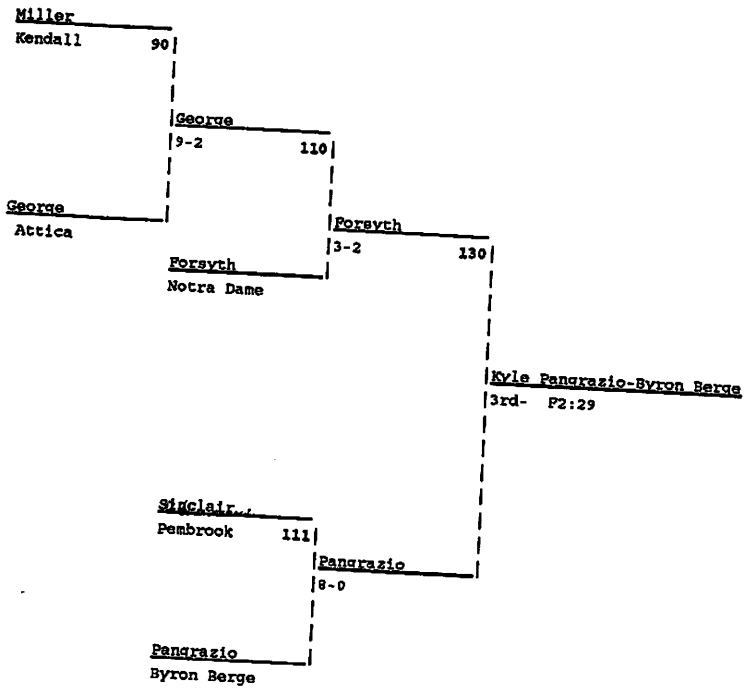 Miller
Kendall 90
George
9-2 110
George
Attica
Forsyth
3-2 130
Forsyth
Notra Dame
Kyle Pangrazio-Byron Berge
3rd- P2:29
Sinclair
Pembrook 111
Pangrazio
8-0
Pangrazio
Byron Berge